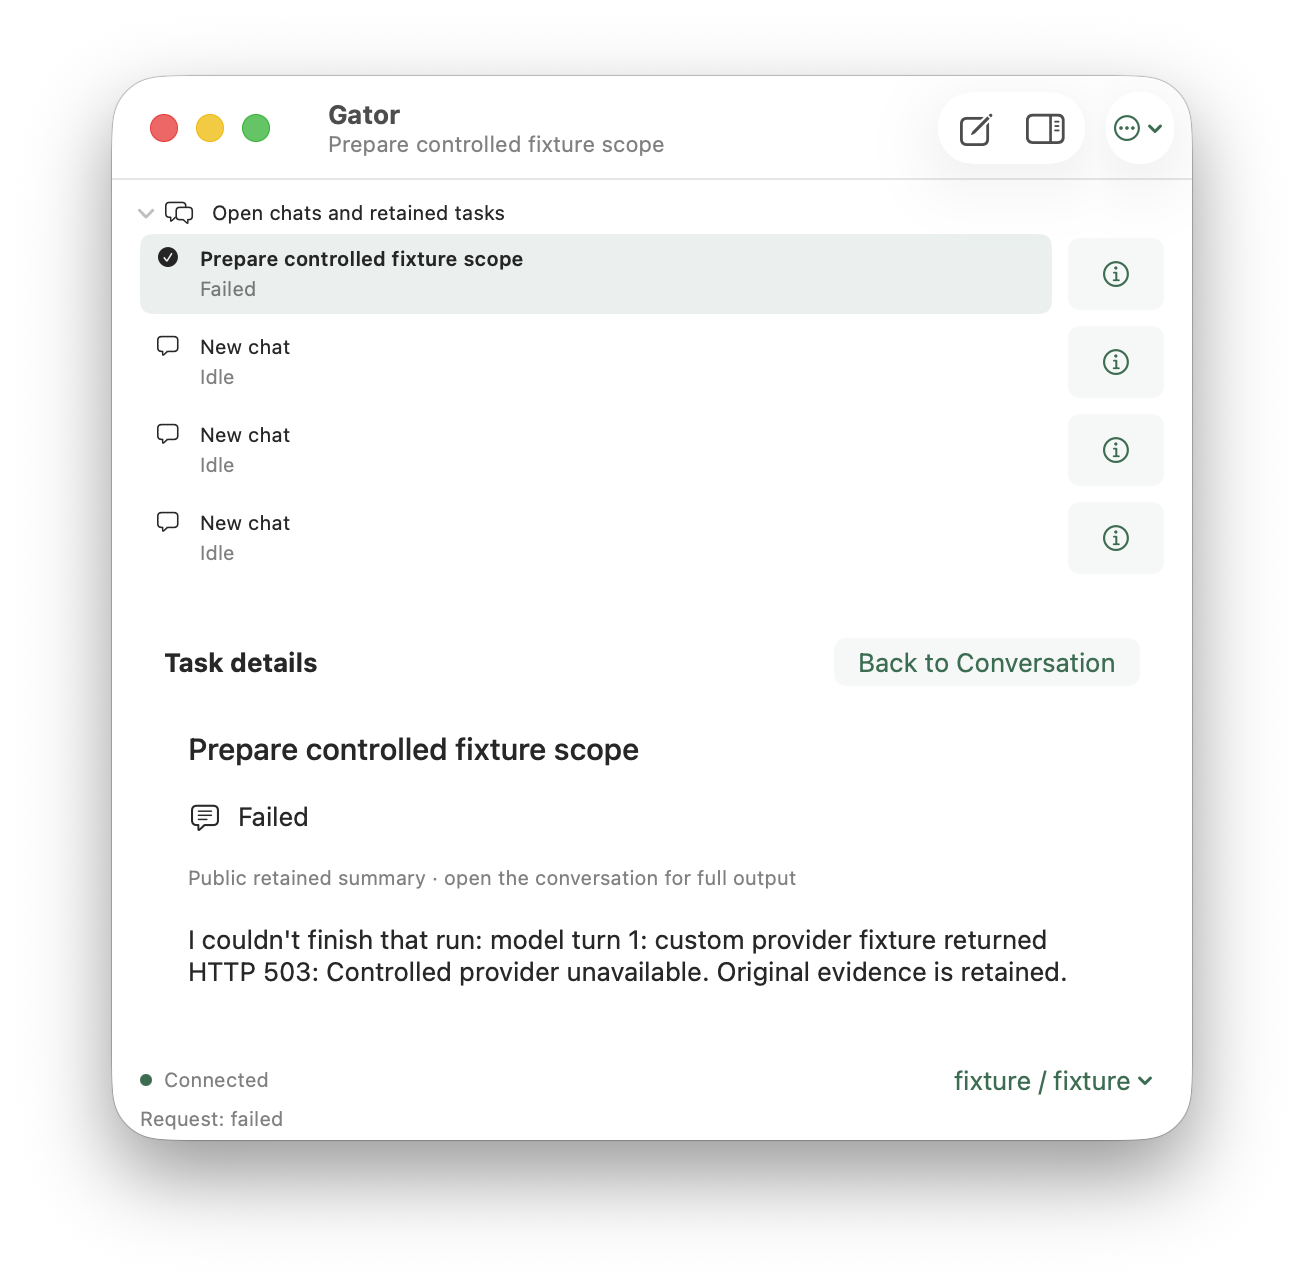 Gator
Prepare controlled fixture scope
Open chats and retained tasks
Prepare controlled fixture scope
Failed
New chat
Idle
New chat
Idle
New chat
Idle
Task details
Back to Conversation
Prepare controlled fixture scope
Failed
Public retained summary · open the conversation for full output
I couldn't finish that run: model turn 1: custom provider fixture returned
HTTP 503: Controlled provider unavailable. Original evidence is retained.
Connected
fixture / fixture
Request: failed